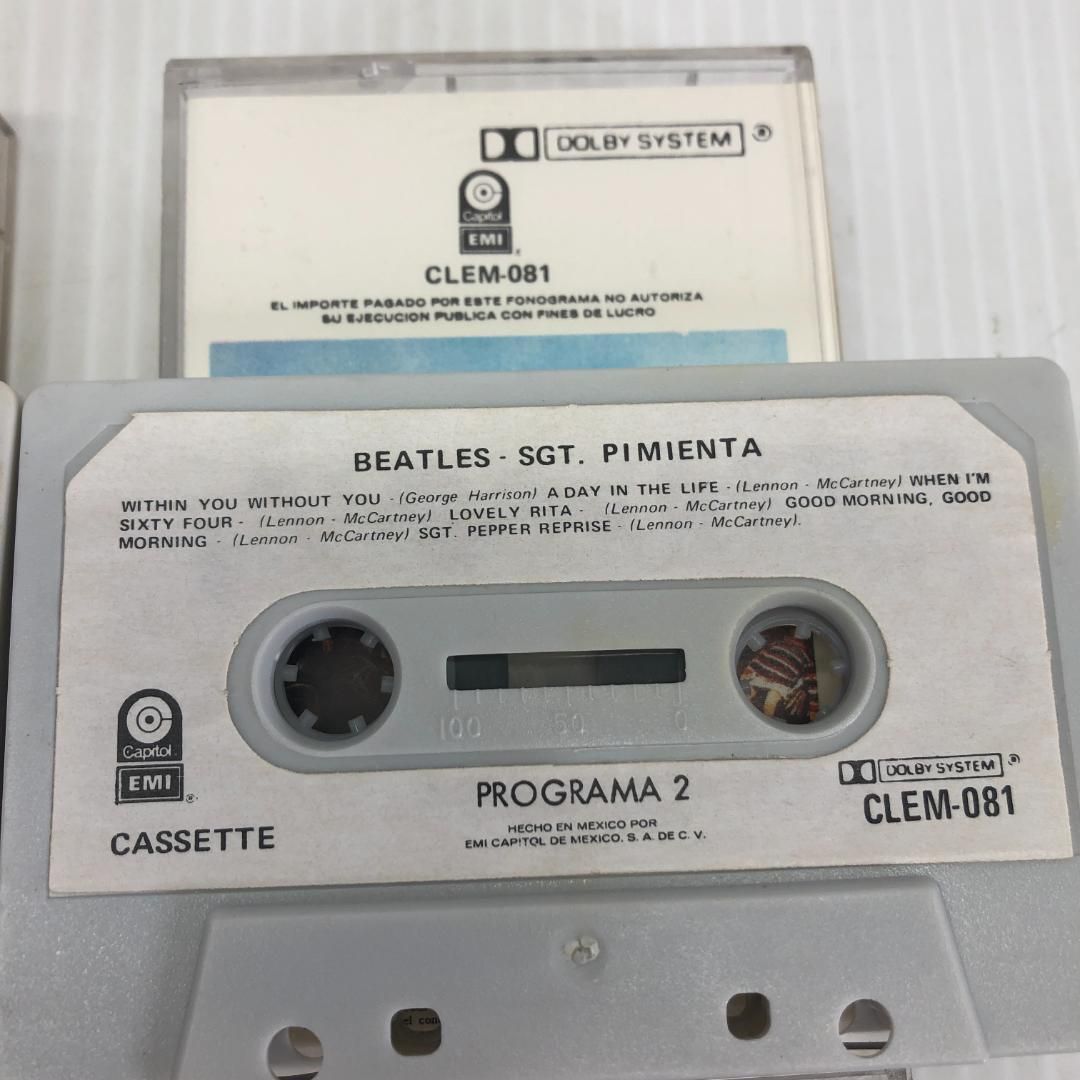 DOLBY SYSTEM ®
Capitol
EMI
CLEM-081
EL IMPORTE PAGADO POR ESTE FONOGRAMA NO AUTORIZA
SU EJECUCION PUBLICA CON FINES DE LUCRO
BEATLES - SGT. PIMIENTA
WITHIN YOU WITHOUT YOU - (George Harrison) A DAY IN THE LIFE - (Lennon - McCartney) WHEN I'M
SIXTY FOUR - (Lennon - McCartney) LOVELY RITA - (Lennon - McCartney) GOOD MORNING, GOOD
MORNING - (Lennon - McCartney) SGT. PEPPER REPRISE - (Lennon - McCartney).
100 50 0
Capitol
EMI
CASSETTE
PROGRAMA 2
HECHO EN MEXICO POR
EMI CAPITOL DE MEXICO, S. A. DE C. V.
DOLBY SYSTEM ®
CLEM-081
el con